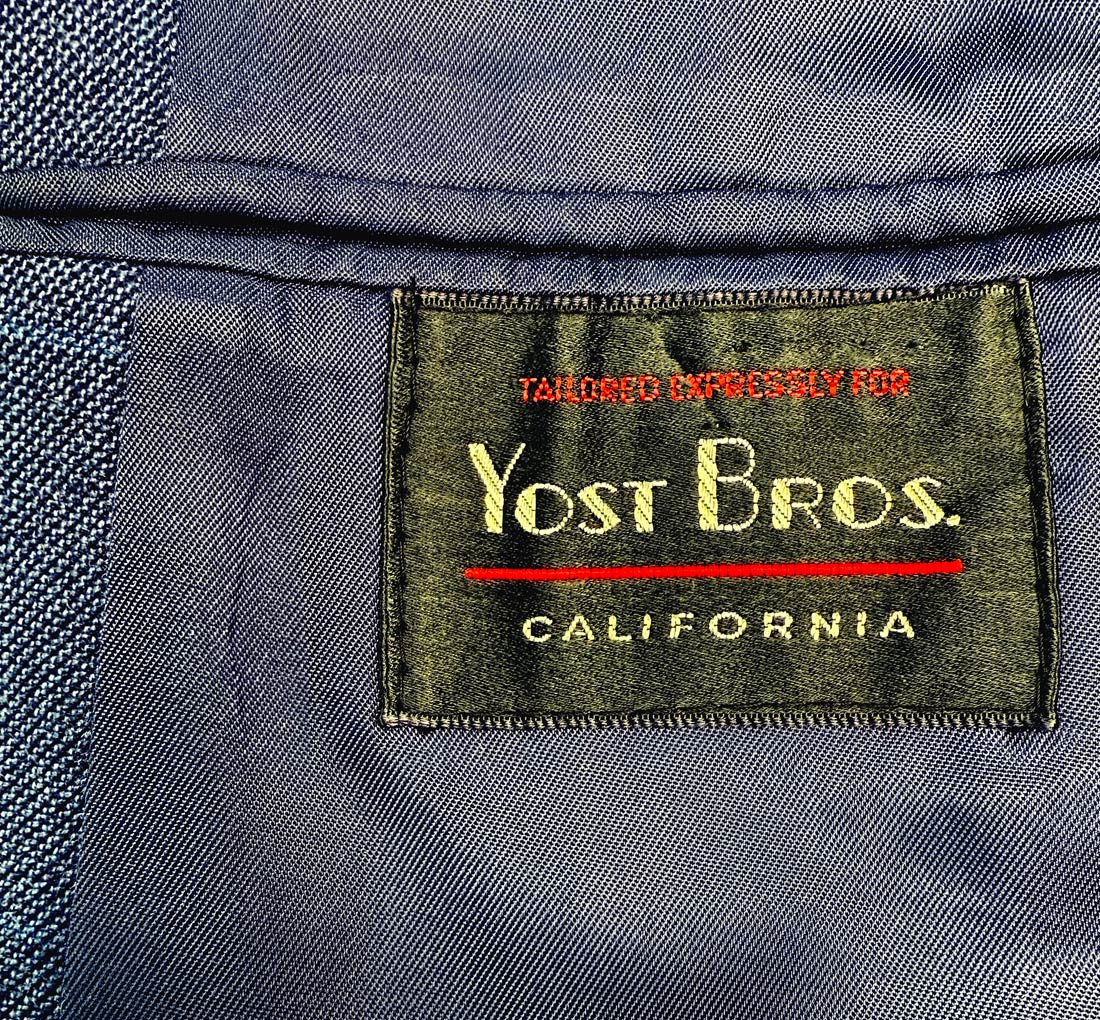 TAILORED EXPRESSLY FOR
YOST BROS.
CALIFORNIA